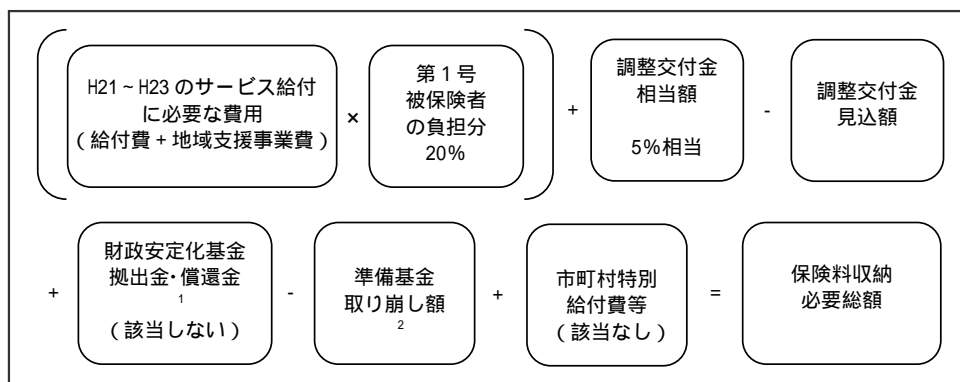 H21~H23のサービス給付
に必要な費用
(給付費+地域支援事業費)
×
第1号
被保険者
の負担分
20%
+
調整交付金
相当額
5%相当
-
調整交付金
見込額
+
財政安定化基金
拠出金・償還金
1
(該当しない)
-
準備基金
取り崩し額
2
+
市町村特別
給付費等
(該当なし)
=
保険料収納
必要総額